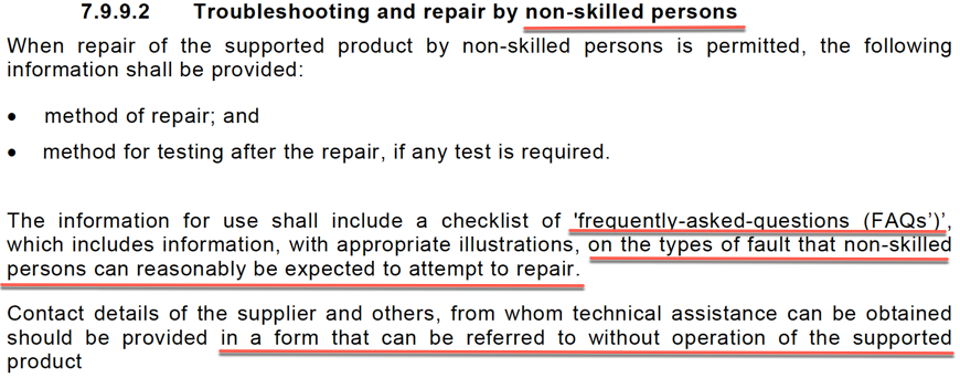 7.9.9.2 Troubleshooting and repair by non-skilled persons
When repair of the supported product by non-skilled persons is permitted, the following
information shall be provided:
• method of repair; and
• method for testing after the repair, if any test is required.
The information for use shall include a checklist of 'frequently-asked-questions (FAQs’)’,
which includes information, with appropriate illustrations, on the types of fault that non-skilled
persons can reasonably be expected to attempt to repair.
Contact details of the supplier and others, from whom technical assistance can be obtained
should be provided in a form that can be referred to without operation of the supported
product